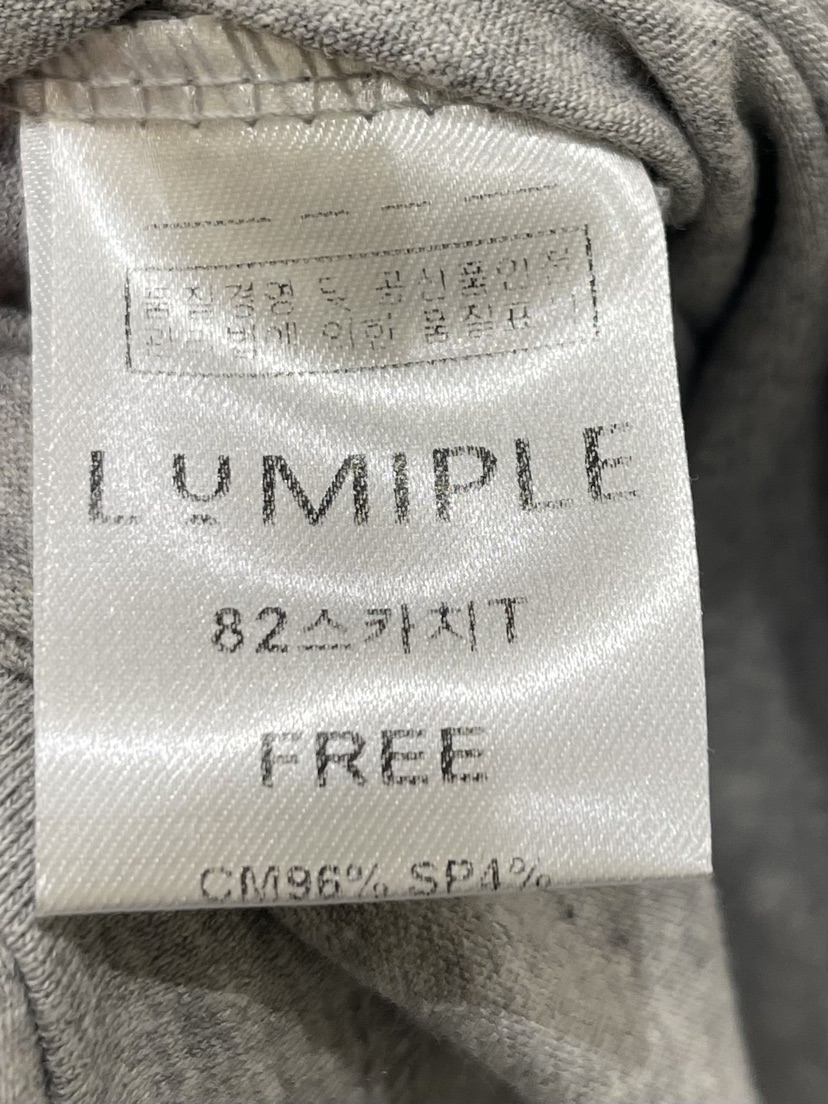 품질경영 및 공산품안전
관리법에 의한 품질표시
LUMIPLE
82스카치T
FREE
CM96% SP4%